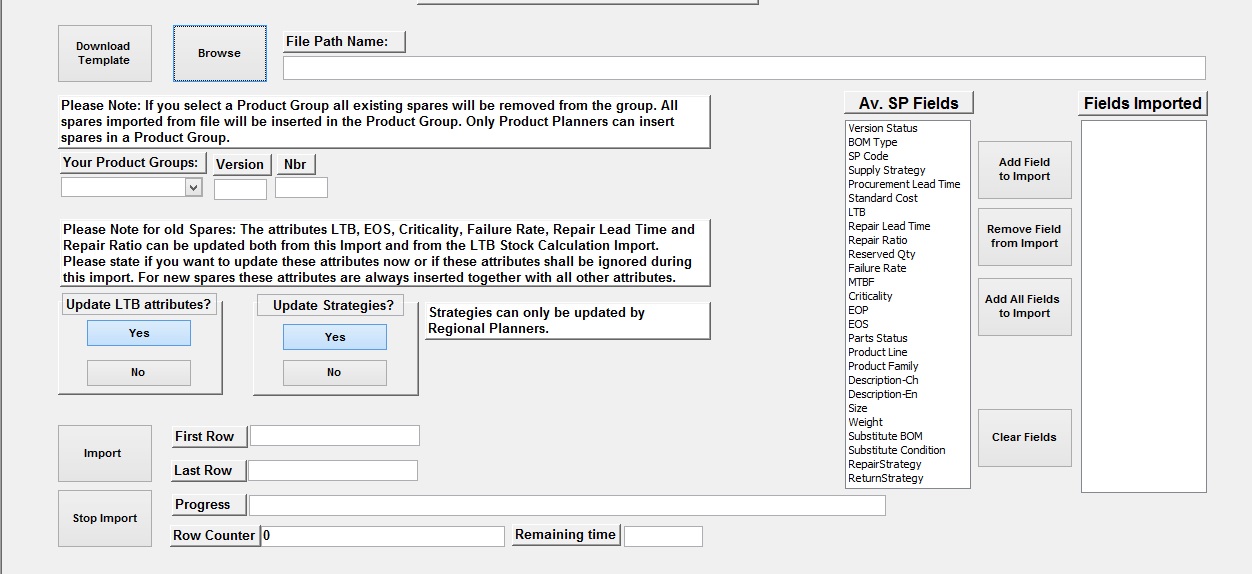 Download
Template
Browse
File Path Name:
Please Note: If you select a Product Group all existing spares will be removed from the group. All
spares imported from file will be inserted in the Product Group. Only Product Planners can insert
spares in a Product Group.
Your Product Groups:
Version
Nbr
Please Note for old Spares: The attributes LTB, EOS, Criticality, Failure Rate, Repair Lead Time and
Repair Ratio can be updated both from this Import and from the LTB Stock Calculation Import.
Please state if you want to update these attributes now or if these attributes shall be ignored during
this import. For new spares these attributes are always inserted together with all other attributes.
Update LTB attributes?
Yes
No
Update Strategies?
Yes
No
Strategies can only be updated by
Regional Planners.
Import
Stop Import
First Row
Last Row
Progress
Row Counter
0
Remaining time
Av. SP Fields
Version Status
BOM Type
SP Code
Supply Strategy
Procurement Lead Time
Standard Cost
LTB
Repair Lead Time
Repair Ratio
Reserved Qty
Failure Rate
MTBF
Criticality
EOP
EOS
Parts Status
Product Line
Product Family
Description-Ch
Description-En
Size
Weight
Substitute BOM
Substitute Condition
RepairStrategy
ReturnStrategy
Add Field
to Import
Remove Field
from Import
Add All Fields
to Import
Clear Fields
Fields Imported